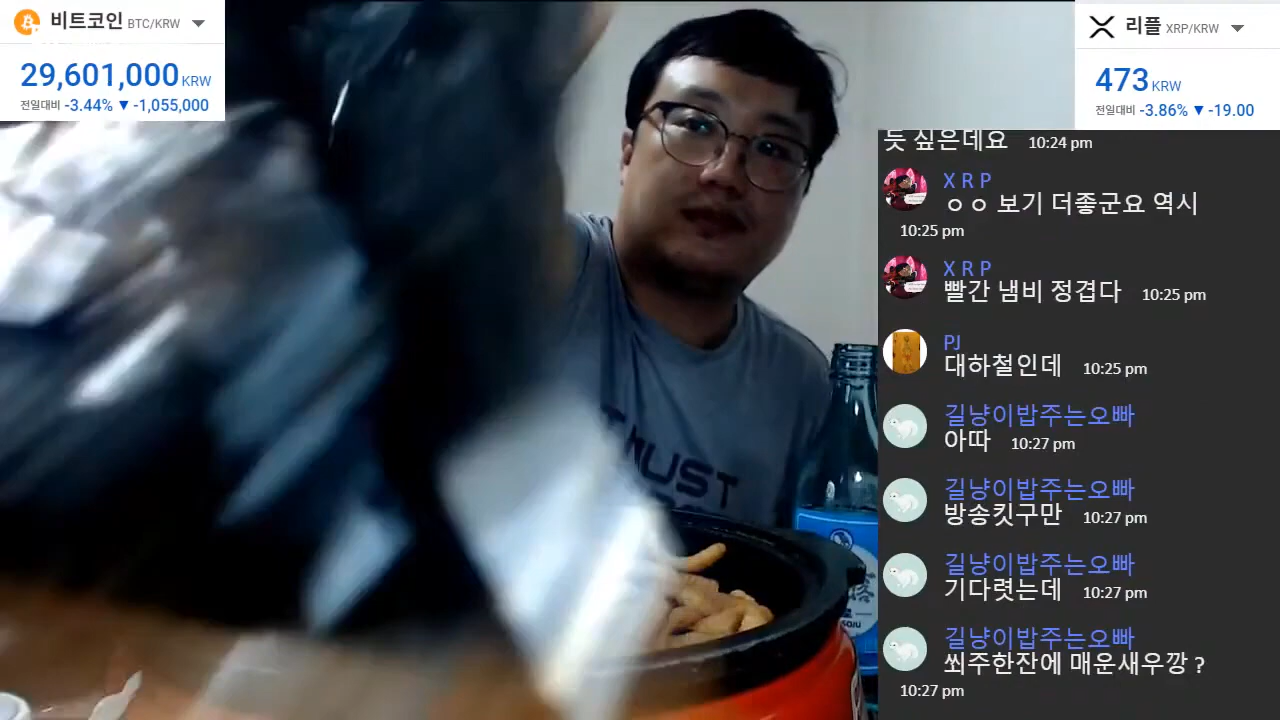 비트코인 BTC/KRW
29,601,000 KRW
전일대비 -3.44% ▼ -1,055,000
리플 XRP/KRW
473 KRW
전일대비 -3.86% ▼ -19.00
듯 싶은데요 10:24 pm
X R P
ㅇㅇ 보기 더좋군요 역시
10:25 pm
X R P
빨간 냄비 정겹다 10:25 pm
PJ
대하철인데 10:25 pm
길냥이밥주는오빠
아따 10:27 pm
길냥이밥주는오빠
방송킷구만 10:27 pm
길냥이밥주는오빠
기다렷는데 10:27 pm
길냥이밥주는오빠
쐬주한잔에 매운새우깡 ?
10:27 pm
MUST
SOJU